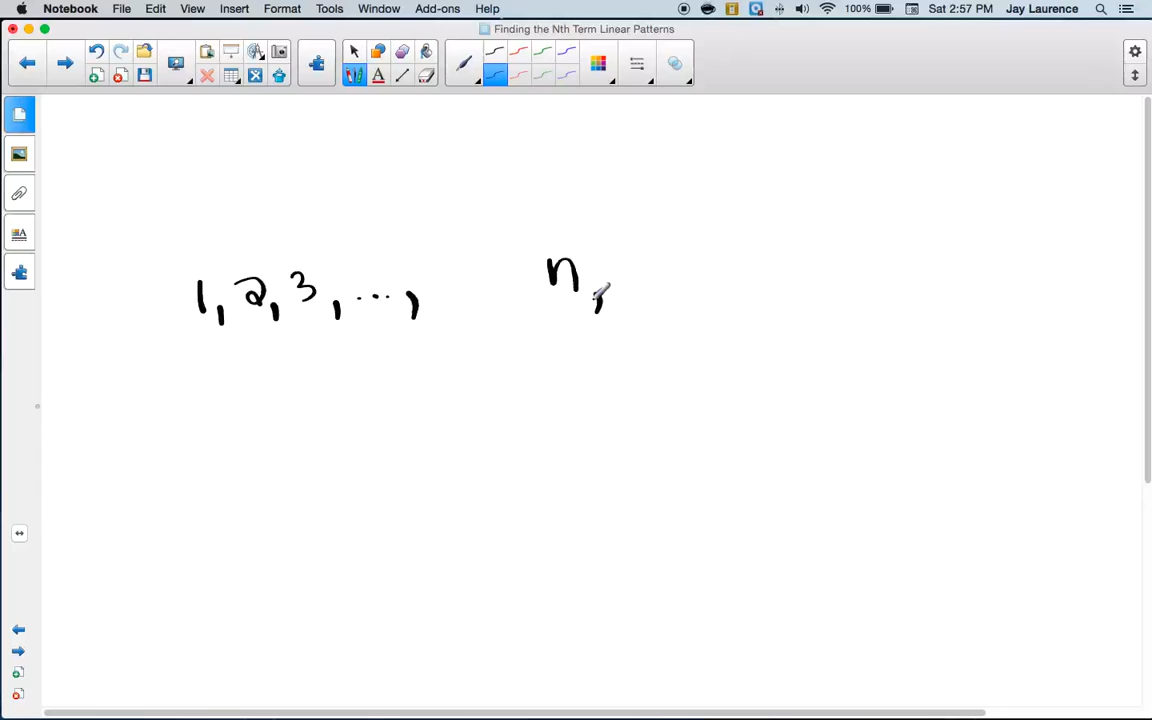 Notebook File Edit View Insert Format Tools Window Add-ons Help 100% Sat 2:57 PM Jay Laurence
Finding the Nth Term Linear Patterns
1, 2, 3, ..., n,